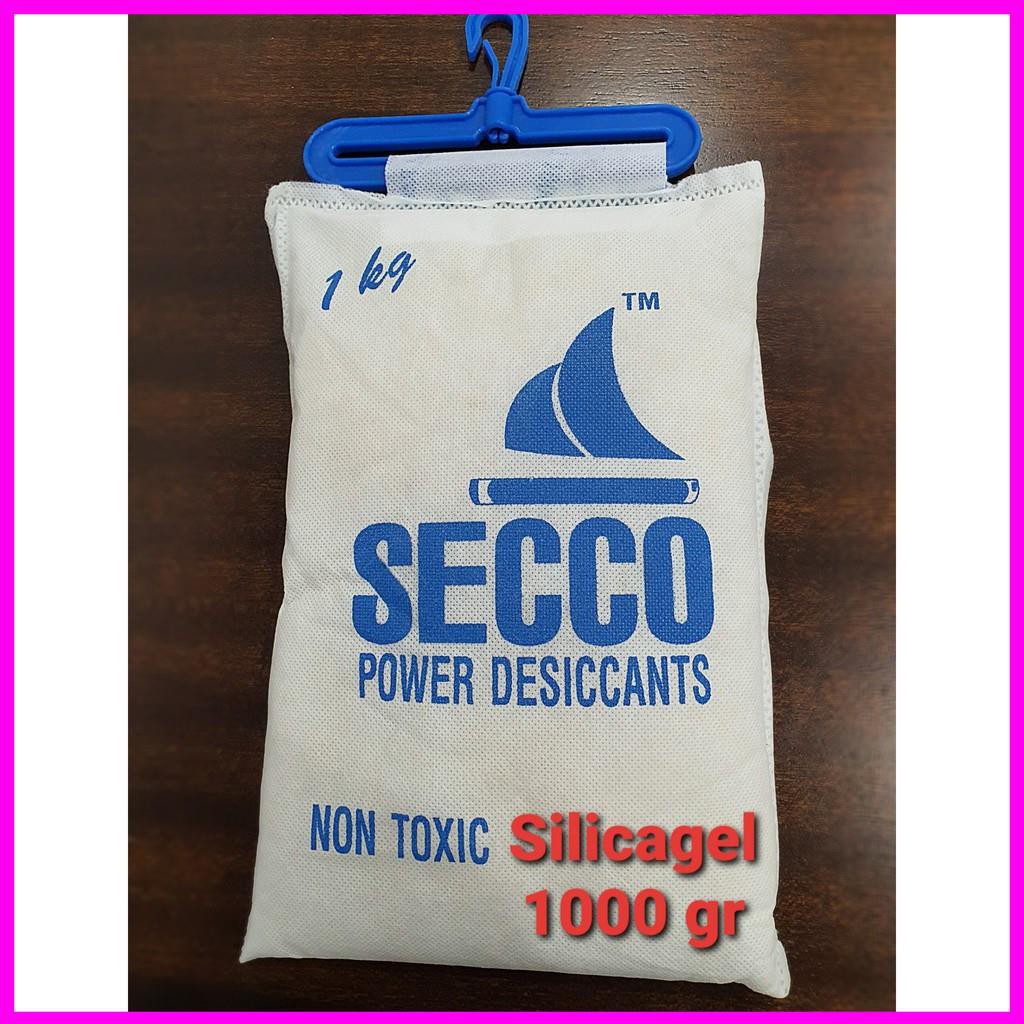 1 kg
TM
SECCO
POWER DESICCANTS
NON TOXIC
Silicagel
1000 gr